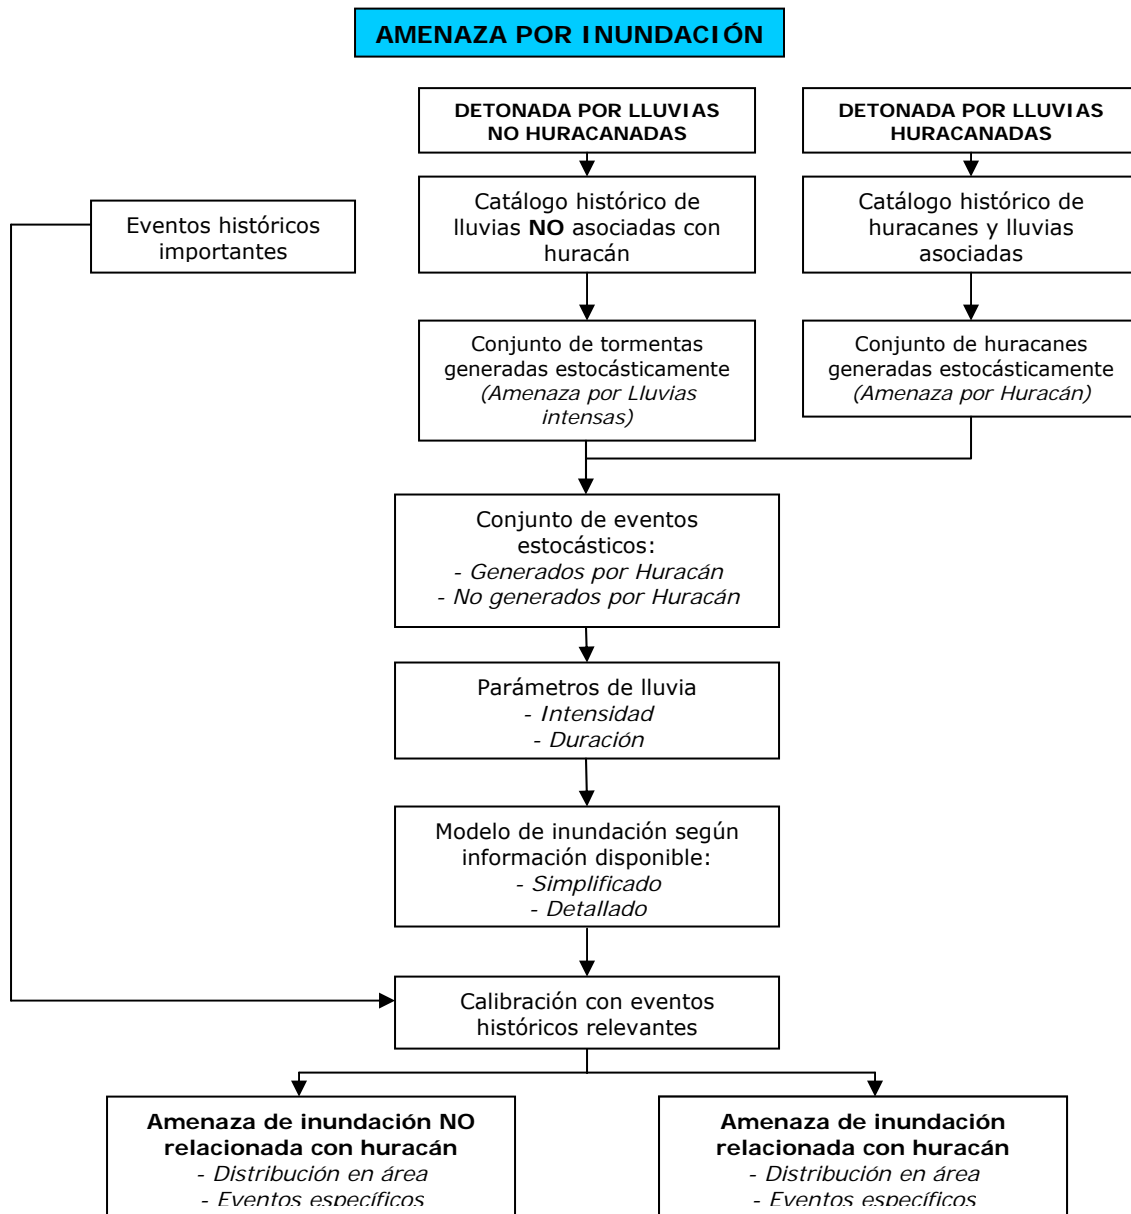 AMENAZA POR INUNDACIÓN
DETONADA POR LLUVIAS
NO HURACANADAS
DETONADA POR LLUVIAS
HURACANADAS
Catálogo histórico de
lluvias NO asociadas con
huracán
Catálogo histórico de
huracanes y lluvias
asociadas
Eventos históricos
importantes
Conjunto de tormentas
generadas estocásticamente
(Amenaza por Lluvias
intensas)
Conjunto de huracanes
generadas estocásticamente
(Amenaza por Huracán)
Conjunto de eventos
estocásticos:
- Generados por Huracán
- No generados por Huracán
Parámetros de lluvia
- Intensidad
- Duración
Modelo de inundación según
información disponible:
- Simplificado
- Detallado
Calibración con eventos
históricos relevantes
Amenaza de inundación NO
relacionada con huracán
- Distribución en área
- Eventos específicos
Amenaza de inundación
relacionada con huracán
- Distribución en área
- Eventos específicos